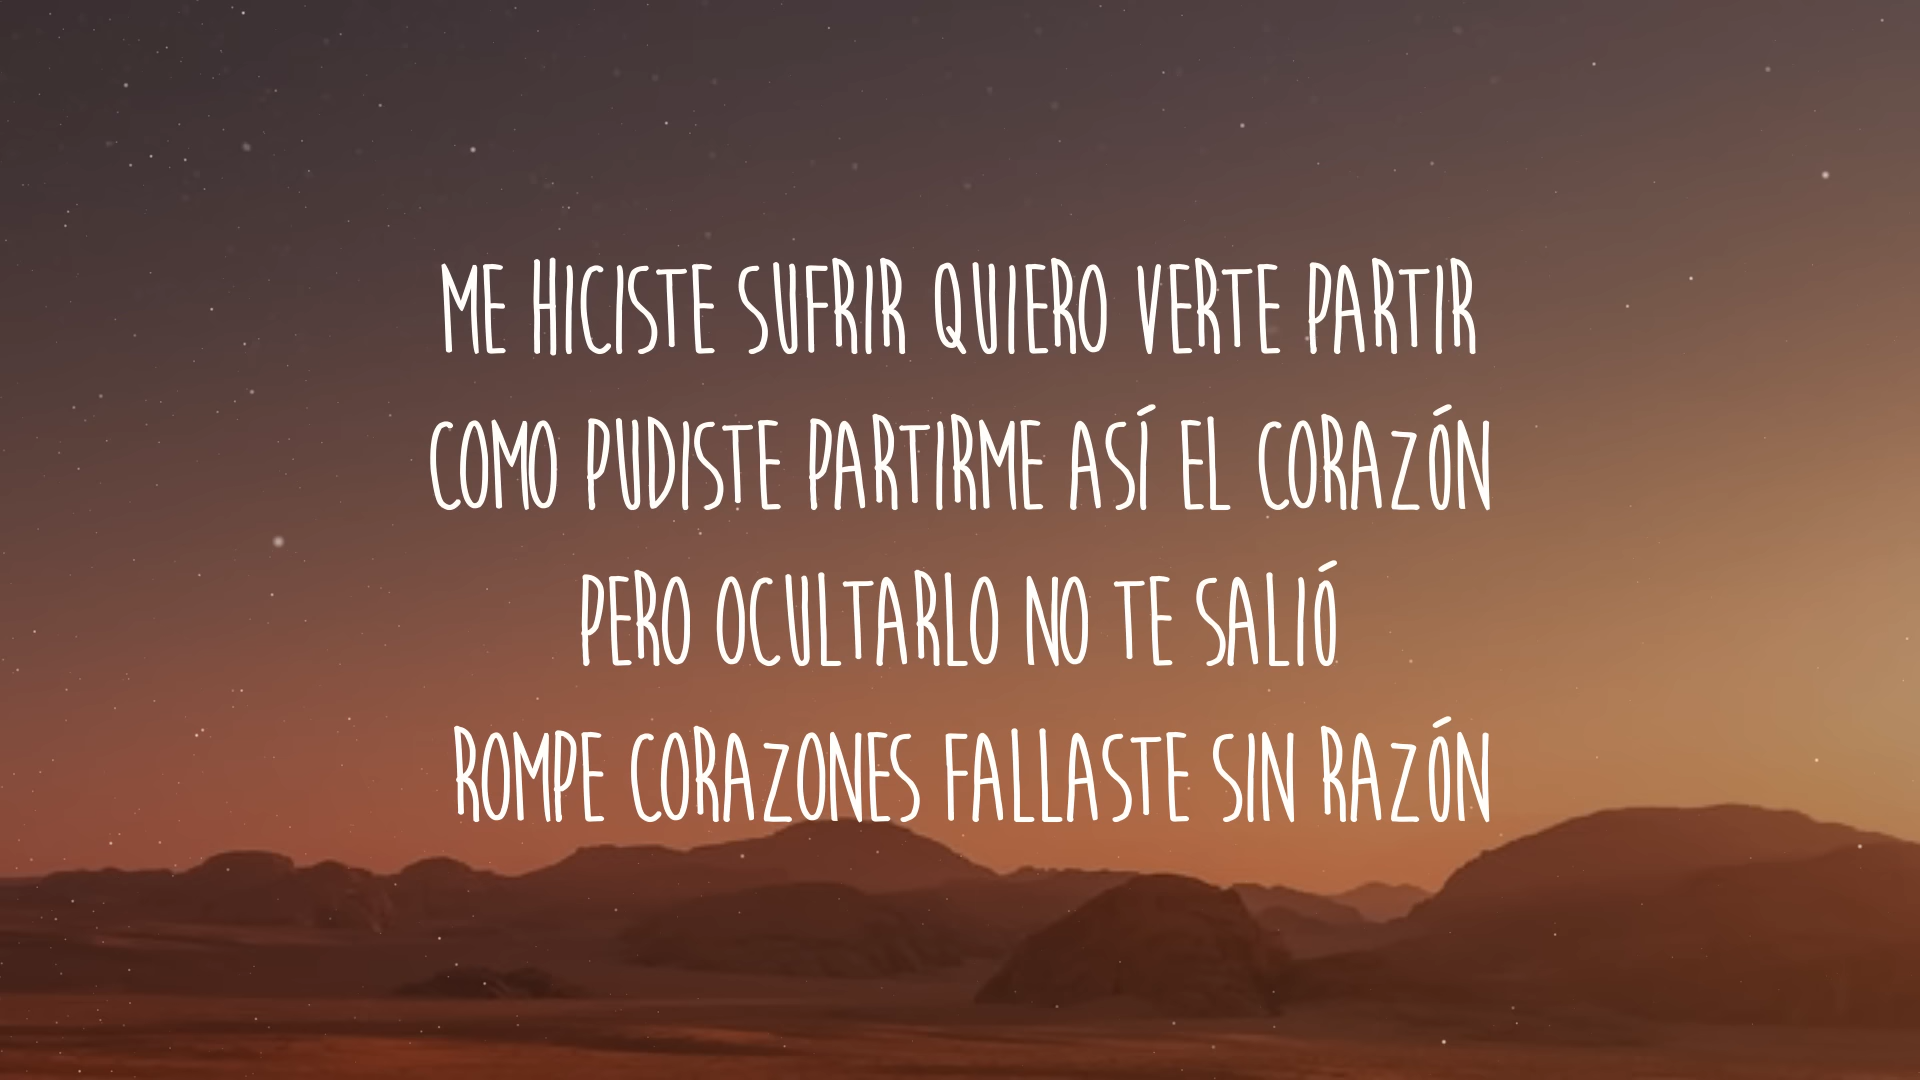 ME HICISTE SUFRIR QUIERO VERTE PARTIR
COMO PUDISTE PARTIRME ASÍ EL CORAZÓN
PERO OCULTARLO NO TE SALIÓ
ROMPE CORAZONES FALLASTE SIN RAZÓN